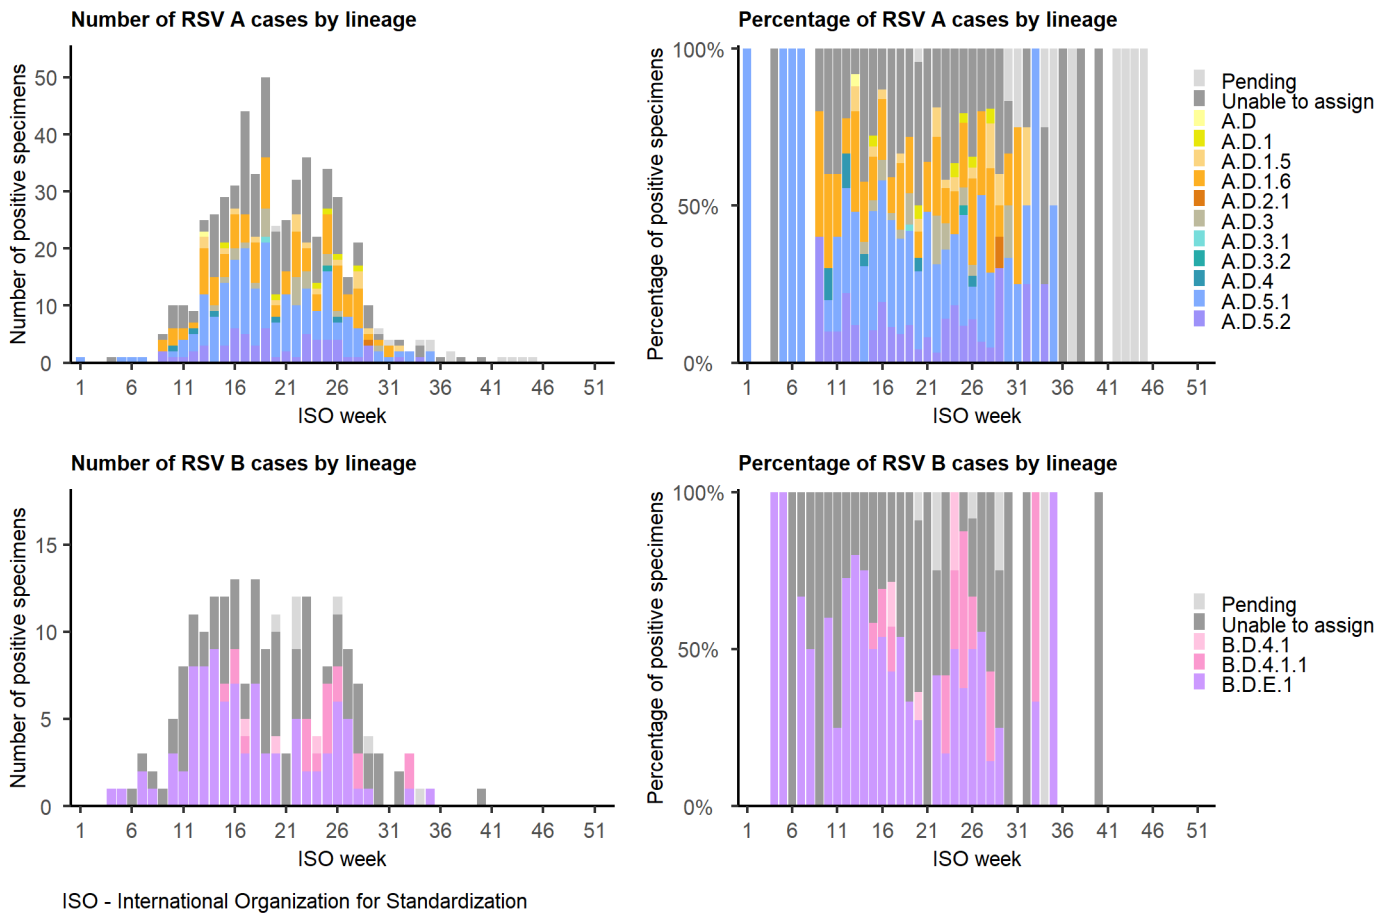 Number of RSV A cases by lineage
Number of positive specimens
50
40
30
20
10
0
1 6 11 16 21 26 31 36 41 46 51
ISO week
Percentage of RSV A cases by lineage
Percentage of positive specimens
100%
50%
0%
1 6 11 16 21 26 31 36 41 46 51
ISO week
Pending
Unable to assign
A.D
A.D.1
A.D.1.5
A.D.1.6
A.D.2.1
A.D.3
A.D.3.1
A.D.3.2
A.D.4
A.D.5.1
A.D.5.2
Number of RSV B cases by lineage
Number of positive specimens
15
10
5
0
1 6 11 16 21 26 31 36 41 46 51
ISO week
Percentage of RSV B cases by lineage
Percentage of positive specimens
100%
50%
0%
1 6 11 16 21 26 31 36 41 46 51
ISO week
Pending
Unable to assign
B.D.4.1
B.D.4.1.1
B.D.E.1
ISO - International Organization for Standardization